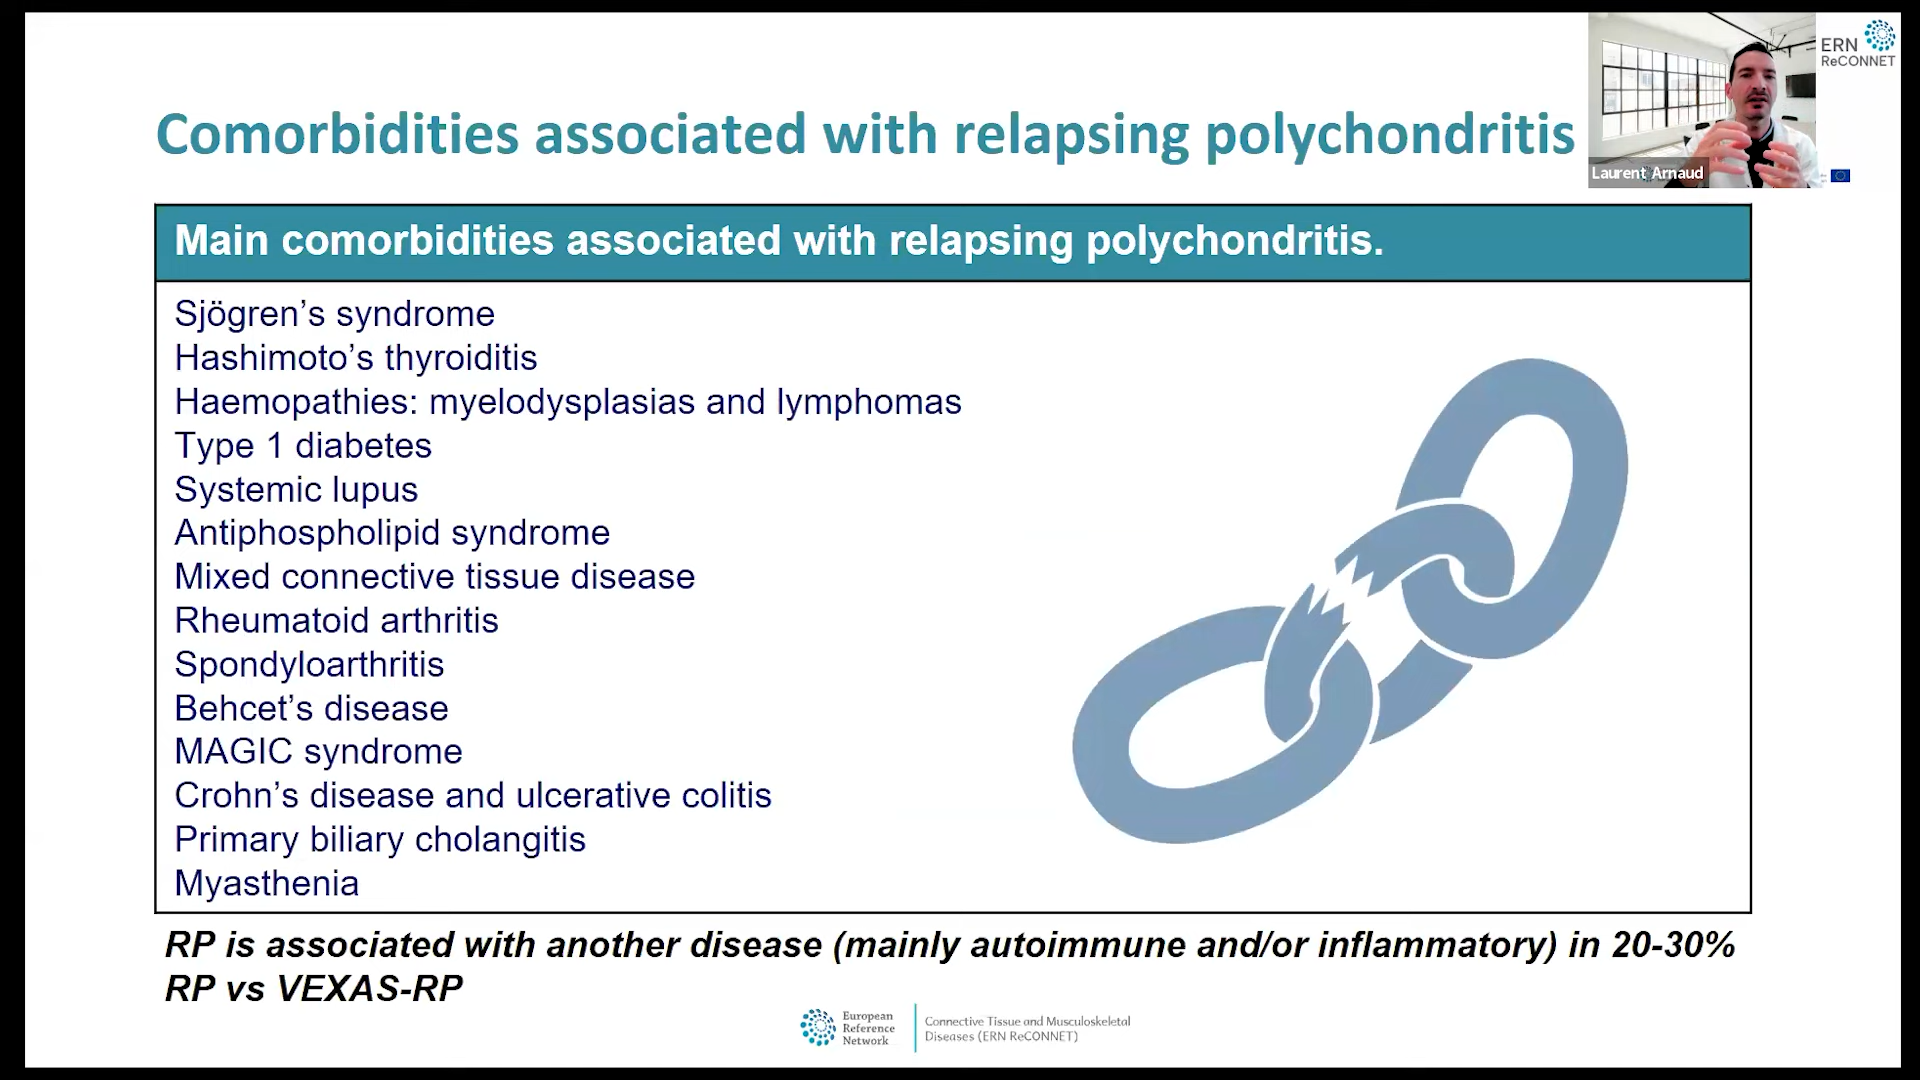 ERN
ReCONNET
Comorbidities associated with relapsing polychondritis
Laurent Arnaud
Main comorbidities associated with relapsing polychondritis.
Sjögren’s syndrome
Hashimoto’s thyroiditis
Haemopathies: myelodysplasias and lymphomas
Type 1 diabetes
Systemic lupus
Antiphospholipid syndrome
Mixed connective tissue disease
Rheumatoid arthritis
Spondyloarthritis
Behcet’s disease
MAGIC syndrome
Crohn’s disease and ulcerative colitis
Primary biliary cholangitis
Myasthenia
RP is associated with another disease (mainly autoimmune and/or inflammatory) in 20-30%
RP vs VEXAS-RP
European
Reference
Network
Connective Tissue and Musculoskeletal
Diseases (ERN ReCONNET)